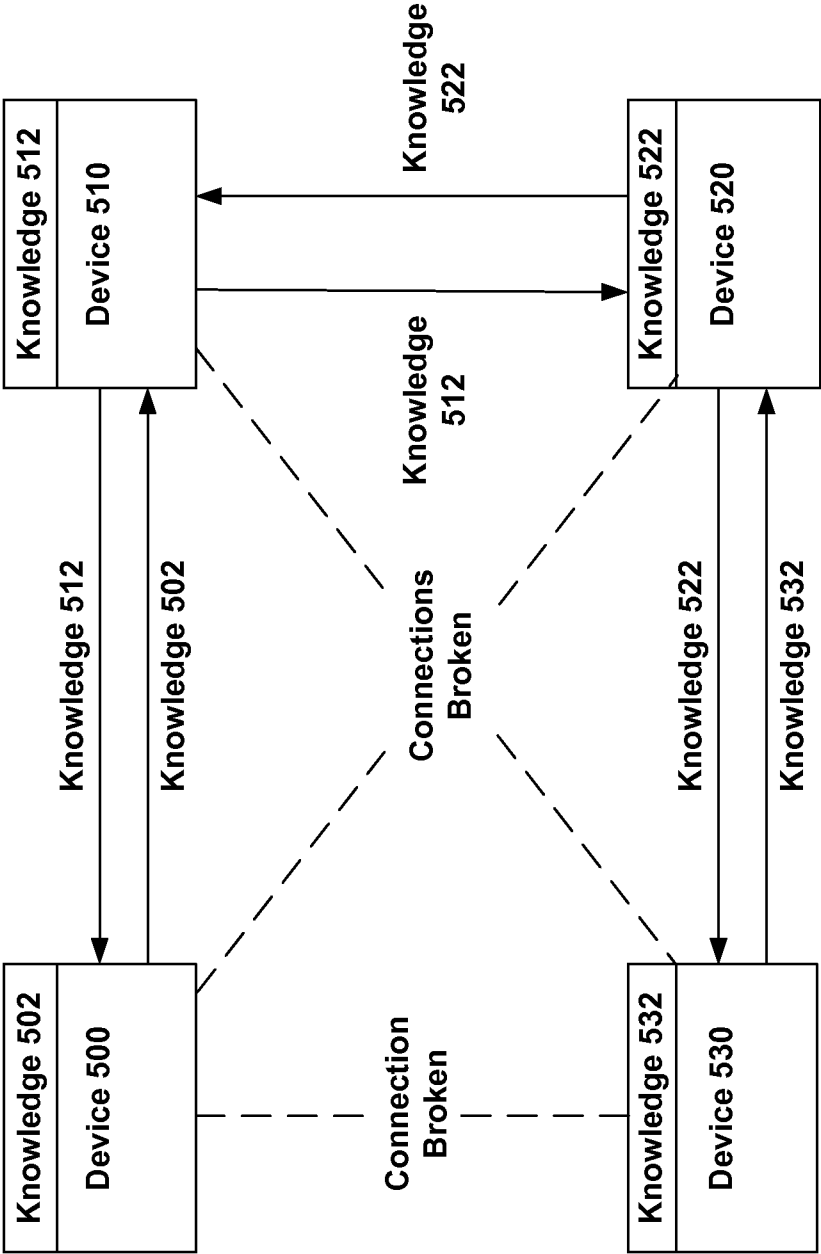 Knowledge 502
Device 500
Knowledge 512
Knowledge 502
Knowledge 512
Device 510
Connection
Broken
Connections
Broken
Knowledge
512
Knowledge
522
Knowledge 532
Device 530
Knowledge 522
Knowledge 532
Knowledge 522
Device 520